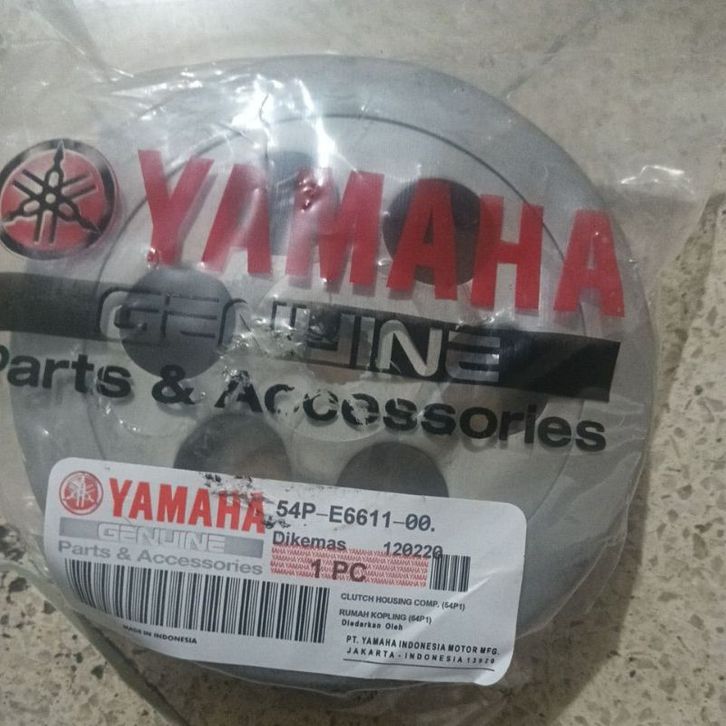 YAMAHA
GENUINE
Parts & Accessories
YAMAHA 54P-E6611-00.
GENUINE
Parts & Accessories
Dikemas 120220
1 PC
CLUTCH HOUSING COMP. (54P1)
RUMAH KOPLING (54P1)
Diedarkan Oleh
MADE IN INDONESIA
PT. YAMAHA INDONESIA MOTOR MFG.
JAKARTA - INDONESIA 13920